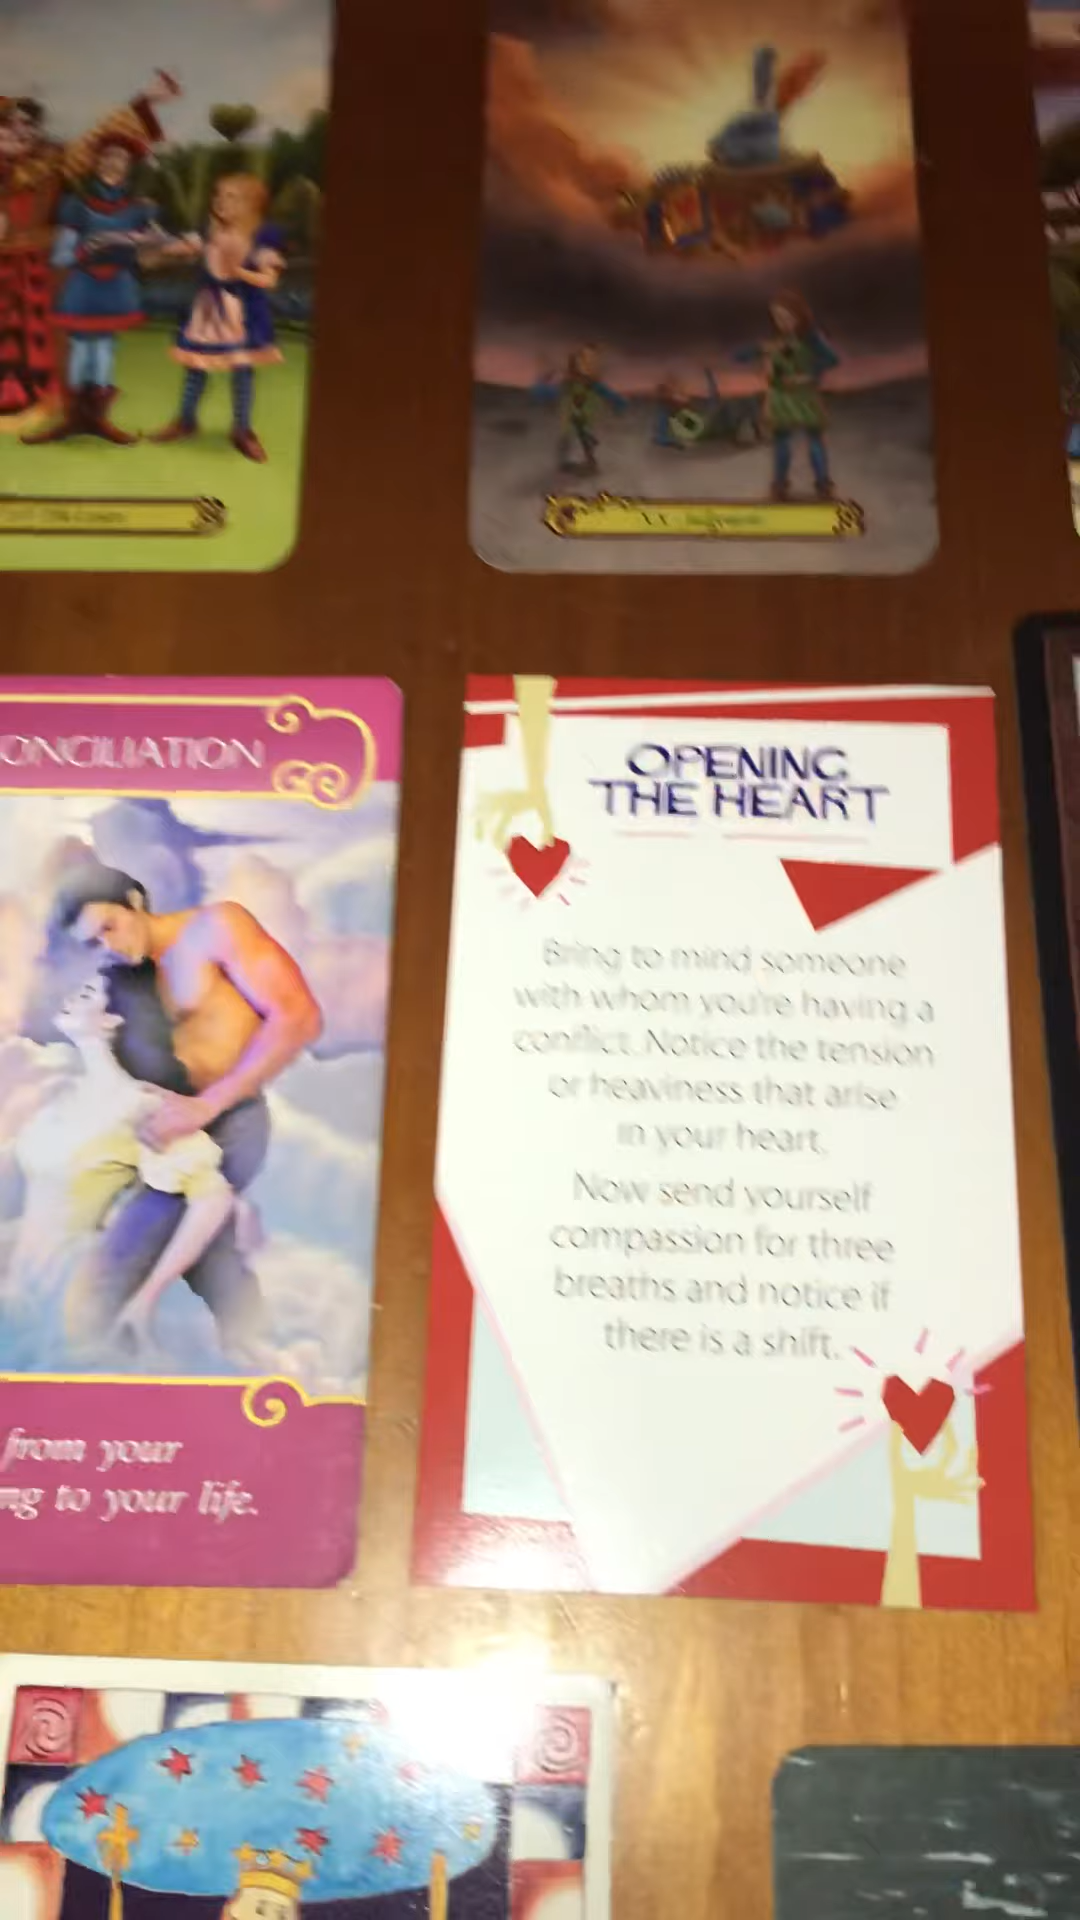 ONCILIATION
from your
ng to your life.
OPENING
THE HEART
Bring to mind someone
with whom you're having a
conflict. Notice the tension
or heaviness that arise
in your heart.
Now send yourself
compassion for three
breaths and notice if
there is a shift.